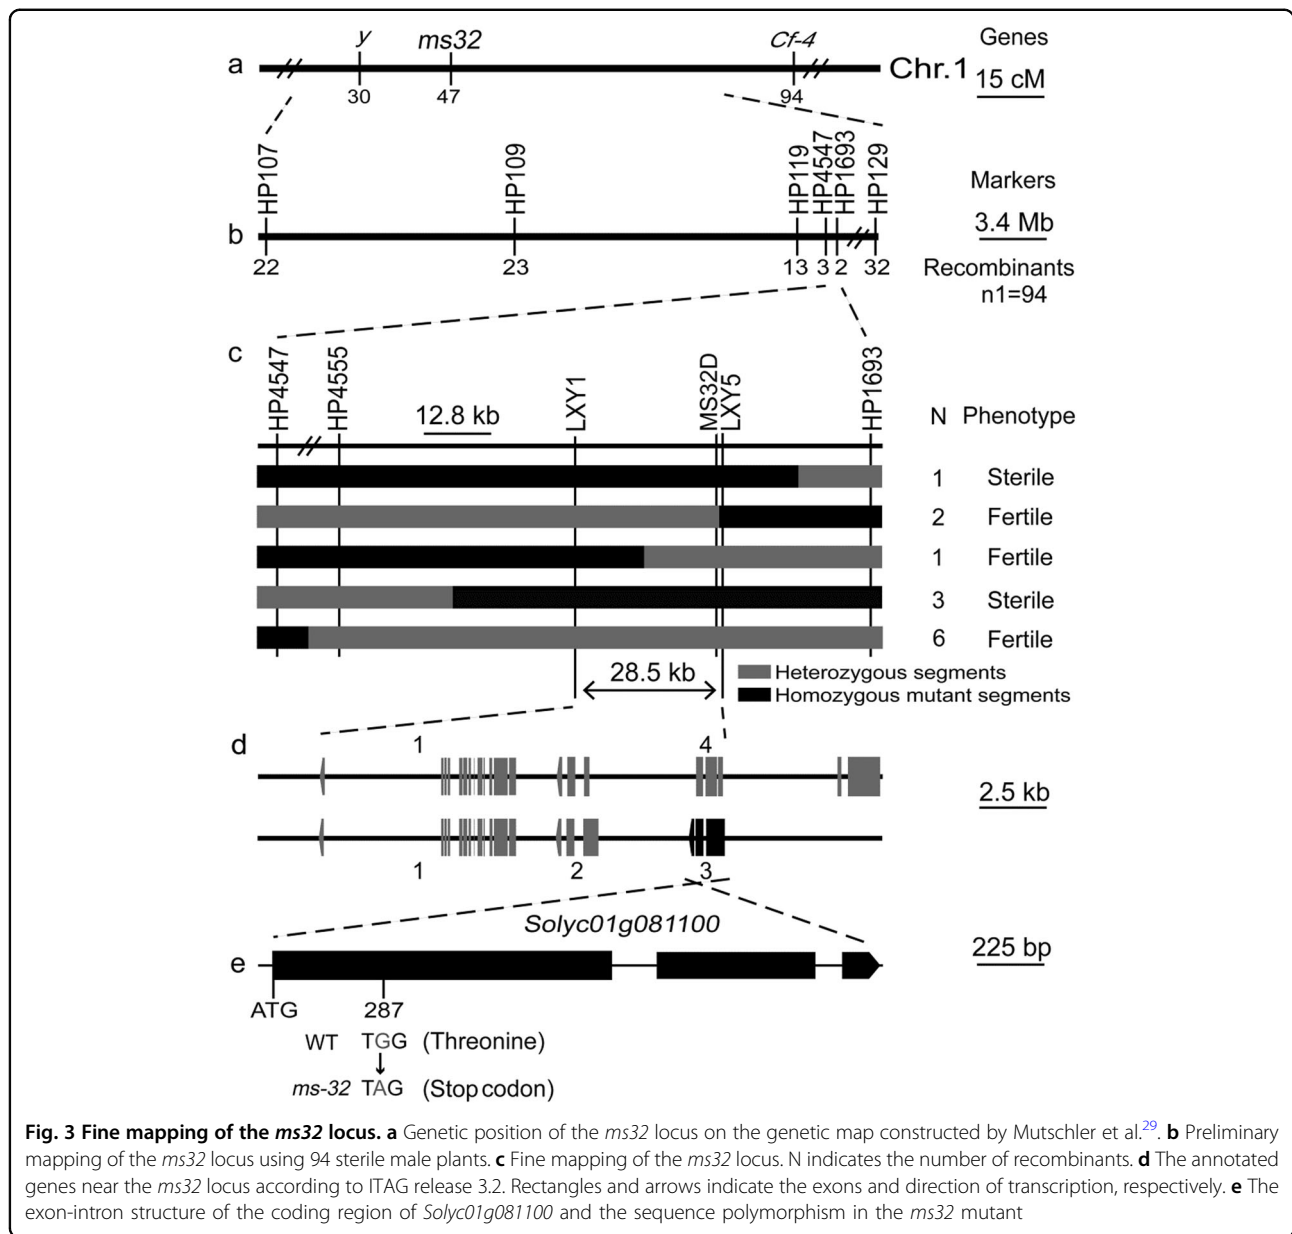 y ms32 Cf-4 Genes
a Chr.1 15 cM
30 47 94
HP107 HP109 HP119 HP4547 HP1693 HP129 Markers
b 3.4 Mb
22 23 13 3 2 32 Recombinants
n1=94
c HP4547 HP4555 12.8 kb LXY1 MS32D LXY5 HP1693 N Phenotype
1 Sterile
2 Fertile
1 Fertile
3 Sterile
6 Fertile
28.5 kb Heterozygous segments
Homozygous mutant segments
d 1 4
2.5 kb
1 2 3
Solyc01g081100
e 225 bp
ATG 287
WT TGG (Threonine)
ms-32 TAG (Stop codon)
Fig. 3 Fine mapping of the ms32 locus. a Genetic position of the ms32 locus on the genetic map constructed by Mutschler et al.29. b Preliminary
mapping of the ms32 locus using 94 sterile male plants. c Fine mapping of the ms32 locus. N indicates the number of recombinants. d The annotated
genes near the ms32 locus according to ITAG release 3.2. Rectangles and arrows indicate the exons and direction of transcription, respectively. e The
exon-intron structure of the coding region of Solyc01g081100 and the sequence polymorphism in the ms32 mutant